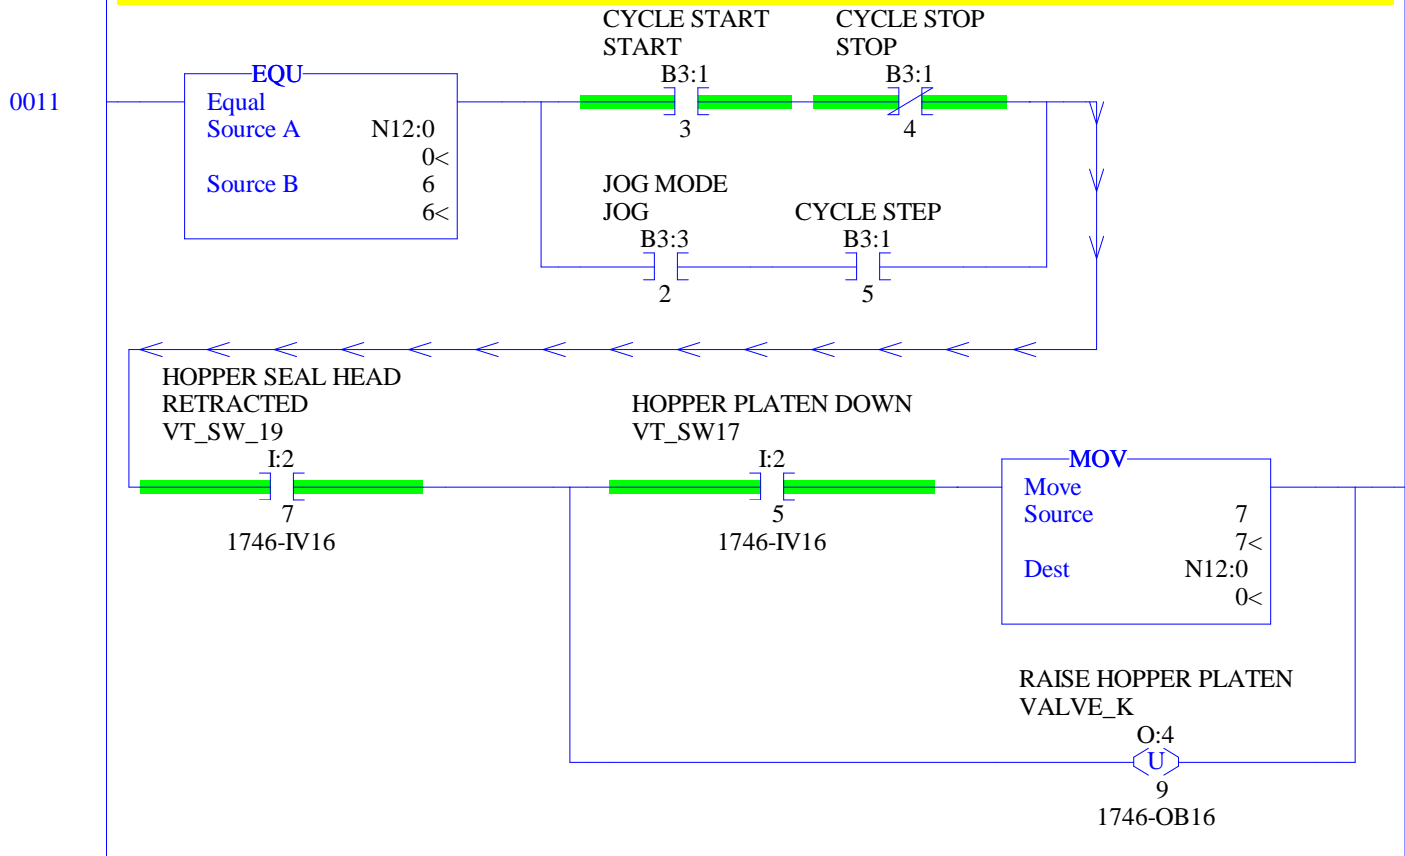 CYCLE START
START
B3:1
3
CYCLE STOP
STOP
B3:1
4
0011
EQU
Equal
Source A N12:0
0<
Source B 6
6<
JOG MODE
JOG
B3:3
2
CYCLE STEP
B3:1
5
HOPPER SEAL HEAD
RETRACTED
VT_SW_19
I:2
7
1746-IV16
HOPPER PLATEN DOWN
VT_SW17
I:2
5
1746-IV16
MOV
Move
Source 7
7<
Dest N12:0
0<
RAISE HOPPER PLATEN
VALVE_K
O:4
U
9
1746-OB16